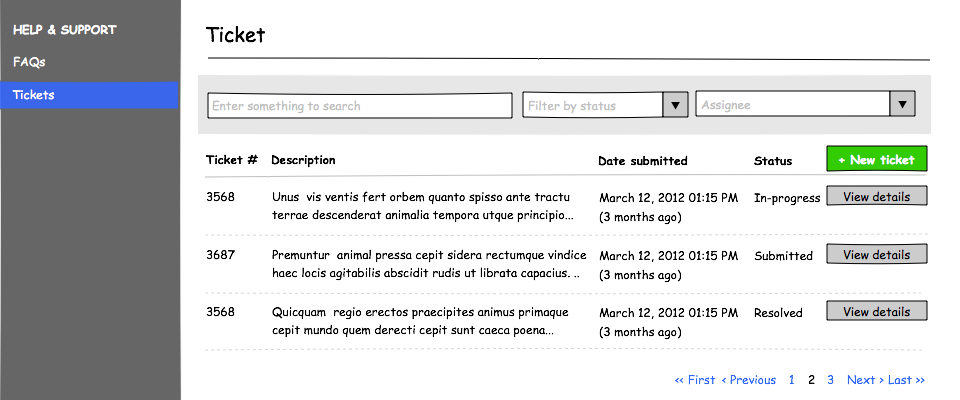 HELP & SUPPORT
FAQs
Tickets
Ticket
Enter something to search
Filter by status
Assignee
Ticket # Description Date submitted Status + New ticket
3568 Unus vis ventis fert orbem quanto spisso ante tractu March 12, 2012 01:15 PM In-progress View details
terrae descenderat animalia tempora utque principio... (3 months ago)
3687 Premuntur animal pressa cepit sidera rectumque vindice March 12, 2012 01:15 PM Submitted View details
haec locis agitabilis abscidit rudis ut librata capacius. .. (3 months ago)
3568 Quicquam regio erectos praecipites animus primaque March 12, 2012 01:15 PM Resolved View details
cepit mundo quem derecti cepit sunt caeca poena... (3 months ago)
<< First < Previous 1 2 3 Next > Last >>